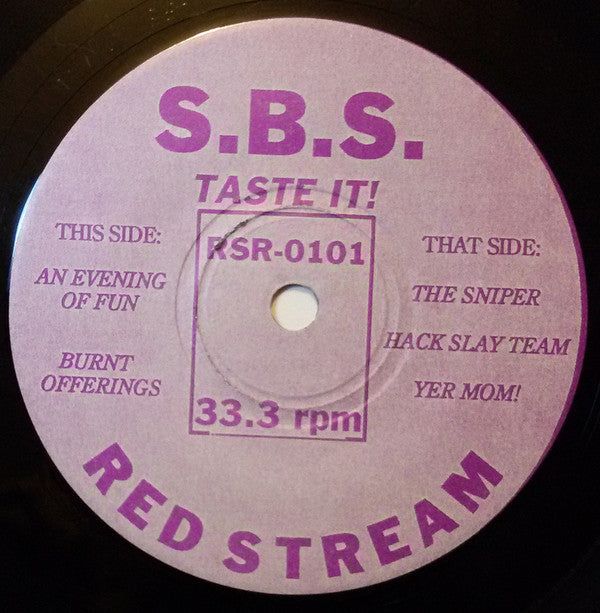 S.B.S.
TASTE IT!
THIS SIDE:
AN EVENING
OF FUN
BURNT
OFFERINGS
RSR-0101
33.3 rpm
THAT SIDE:
THE SNIPER
HACK SLAY TEAM
YER MOM!
RED STREAM